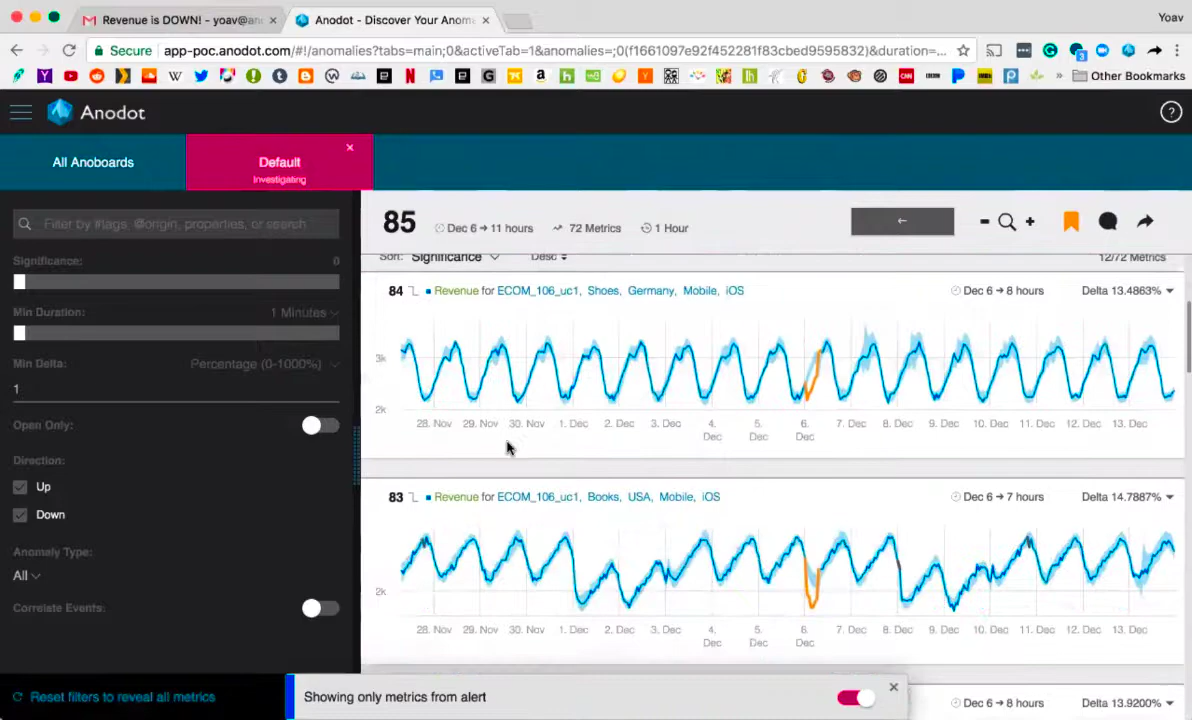 Revenue is DOWN! - yoav@an
Anodot - Discover Your Anoma
Yoav
Secure
app-poc.anodot.com/#!/anomalies?tabs=main;0&activeTab=1&anomalies=;0(f1661097e92f452281f83cbed9595832)&duration=...
Other Bookmarks
Anodot
All Anoboards
Default
Investigating
Filter by #tags, @origin, properties, or search
Significance: 0
Min Duration: 1 Minutes
Min Delta: Percentage (0-1000%)
1
Open Only:
Direction:
Up
Down
Anomaly Type:
All
Correlate Events:
Reset filters to reveal all metrics
85 Dec 6 → 11 hours 72 Metrics 1 Hour
Sort: Significance Desc 12/72 Metrics
84 Revenue for ECOM_106_uc1, Shoes, Germany, Mobile, iOS Dec 6 → 8 hours Delta 13.4863%
3k
2k
28. Nov 29. Nov 30. Nov 1. Dec 2. Dec 3. Dec 4. Dec 5. Dec 6. Dec 7. Dec 8. Dec 9. Dec 10. Dec 11. Dec 12. Dec 13. Dec
83 Revenue for ECOM_106_uc1, Books, USA, Mobile, iOS Dec 6 → 7 hours Delta 14.7887%
2k
28. Nov 29. Nov 30. Nov 1. Dec 2. Dec 3. Dec 4. Dec 5. Dec 6. Dec 7. Dec 8. Dec 9. Dec 10. Dec 11. Dec 12. Dec 13. Dec
Showing only metrics from alert
Dec 6 → 8 hours Delta 13.9200%